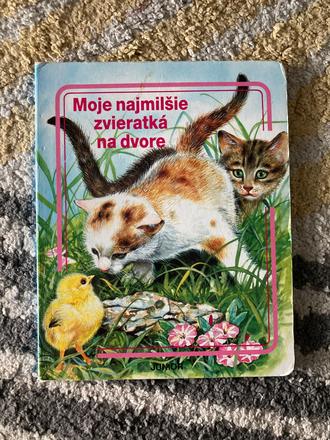 Moje najmilšie
zvieratká
na dvore
JUNIOR